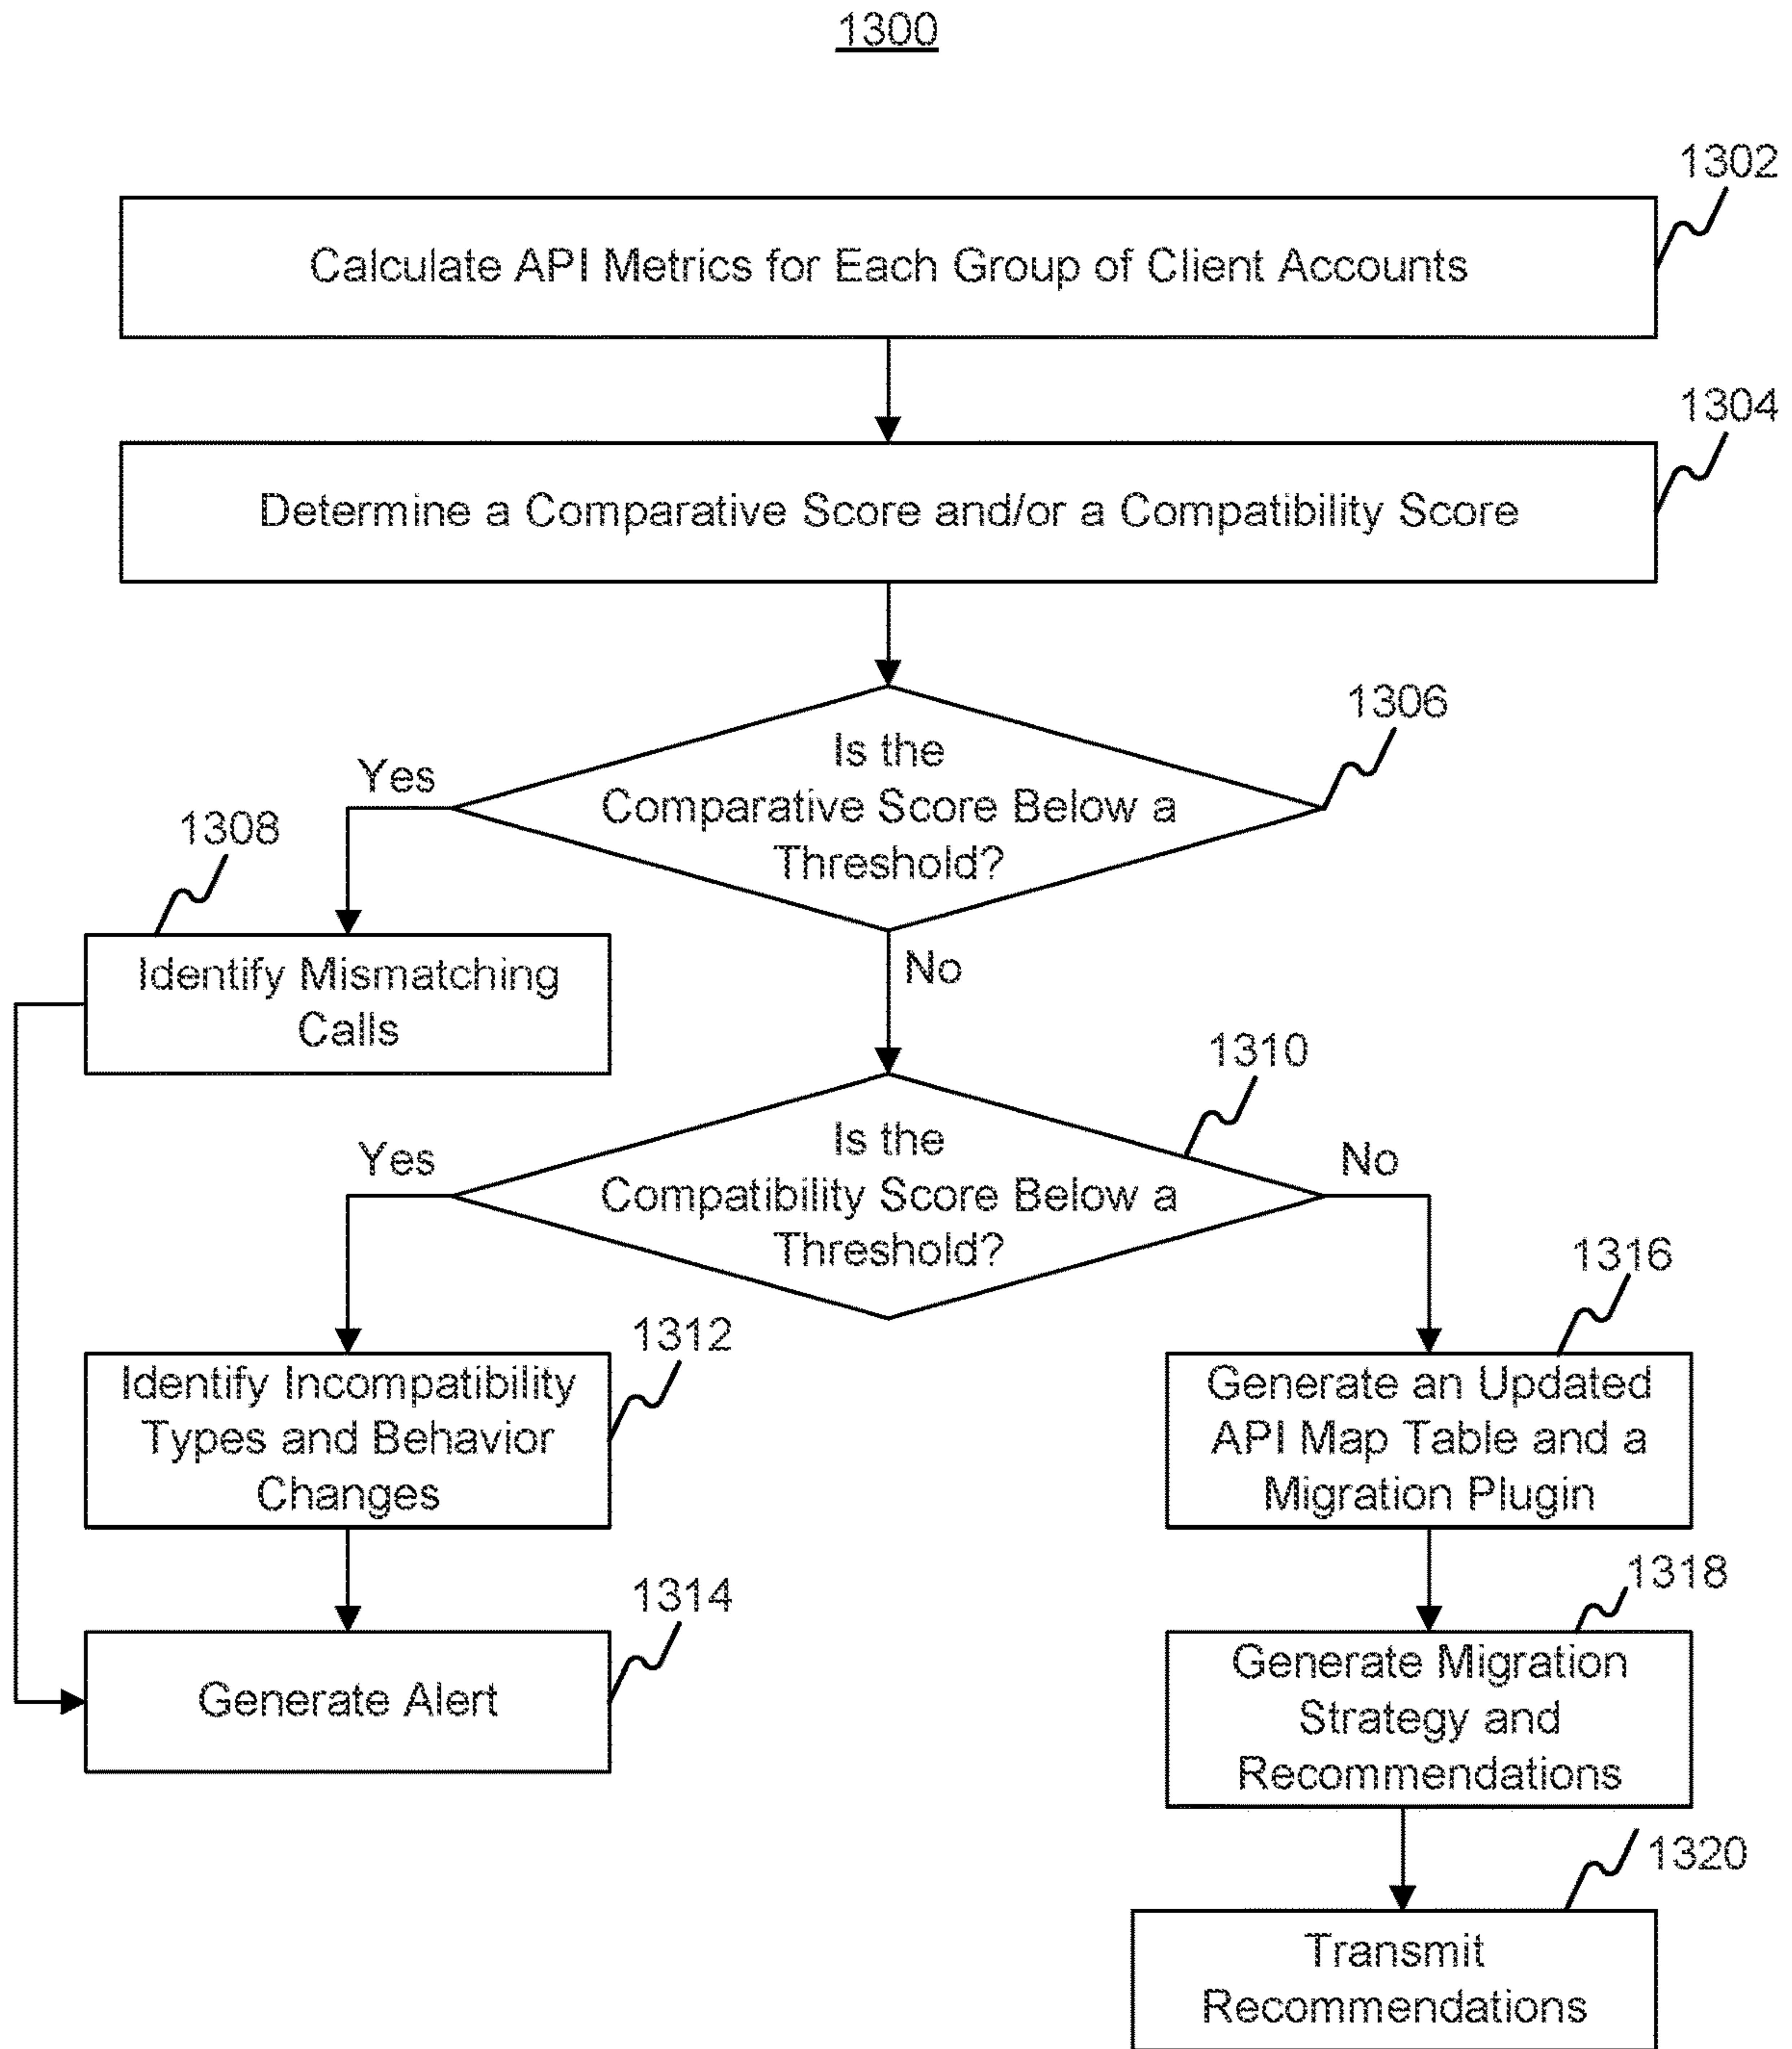 1300
1302
Calculate API Metrics for Each Group of Client Accounts
1304
Determine a Comparative Score and/or a Compatibility Score
1306
Is the
Comparative Score Below a
Threshold?
Yes
1308
Identify Mismatching
Calls
No
1310
Is the
Compatibility Score Below a
Threshold?
Yes
No
1312
Identify Incompatibility
Types and Behavior
Changes
1316
Generate an Updated
API Map Table and a
Migration Plugin
1314
Generate Alert
1318
Generate Migration
Strategy and
Recommendations
1320
Transmit
Recommendations